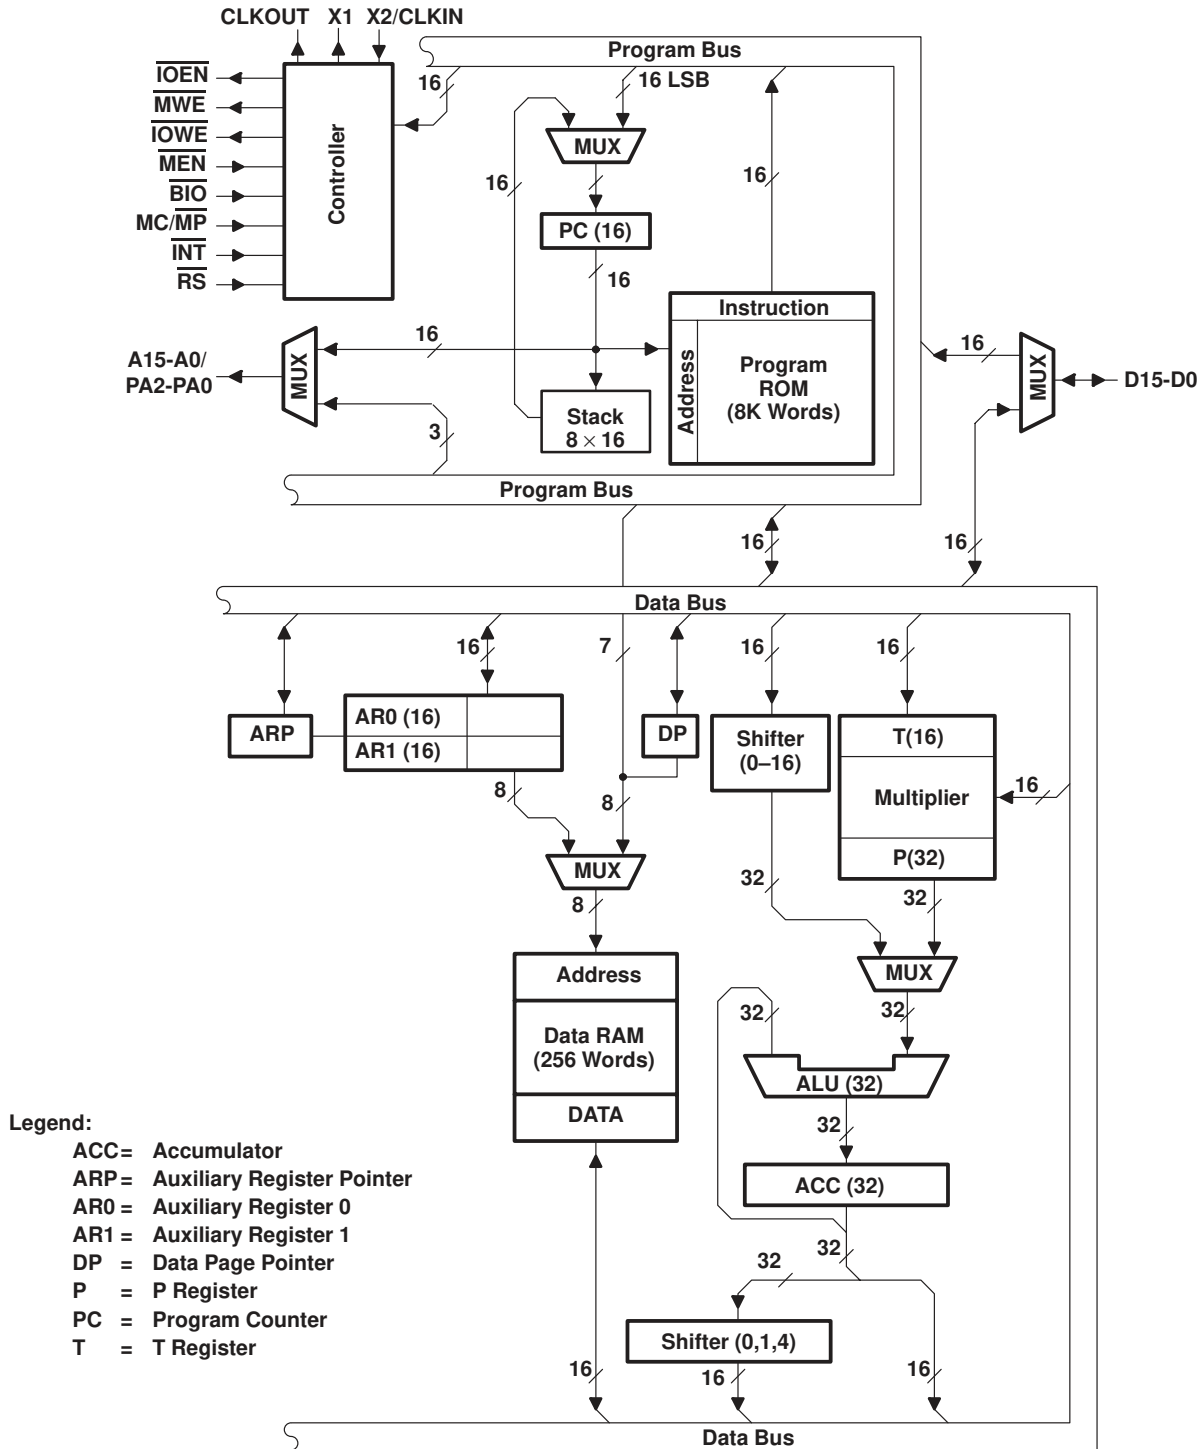 CLKOUT X1 X2/CLKIN
Program Bus
IOEN
MWE
IOWE
MEN
BIO
MC/MP
INT
RS
Controller
16
16 LSB
MUX
16
16
PC (16)
16
Instruction
Address
Program
ROM
(8K Words)
A15-A0/
PA2-PA0
MUX
16
3
Stack
8 × 16
16
MUX
D15-D0
Program Bus
16
16
Data Bus
16
7
16
16
ARP
AR0 (16)
AR1 (16)
DP
Shifter
(0–16)
T(16)
Multiplier
P(32)
16
8
8
MUX
8
32
32
MUX
Address
Data RAM
(256 Words)
DATA
32
32
ALU (32)
32
ACC (32)
32
32
Shifter (0,1,4)
16
16
16
Data Bus
Legend:
ACC = Accumulator
ARP = Auxiliary Register Pointer
AR0 = Auxiliary Register 0
AR1 = Auxiliary Register 1
DP = Data Page Pointer
P = P Register
PC = Program Counter
T = T Register